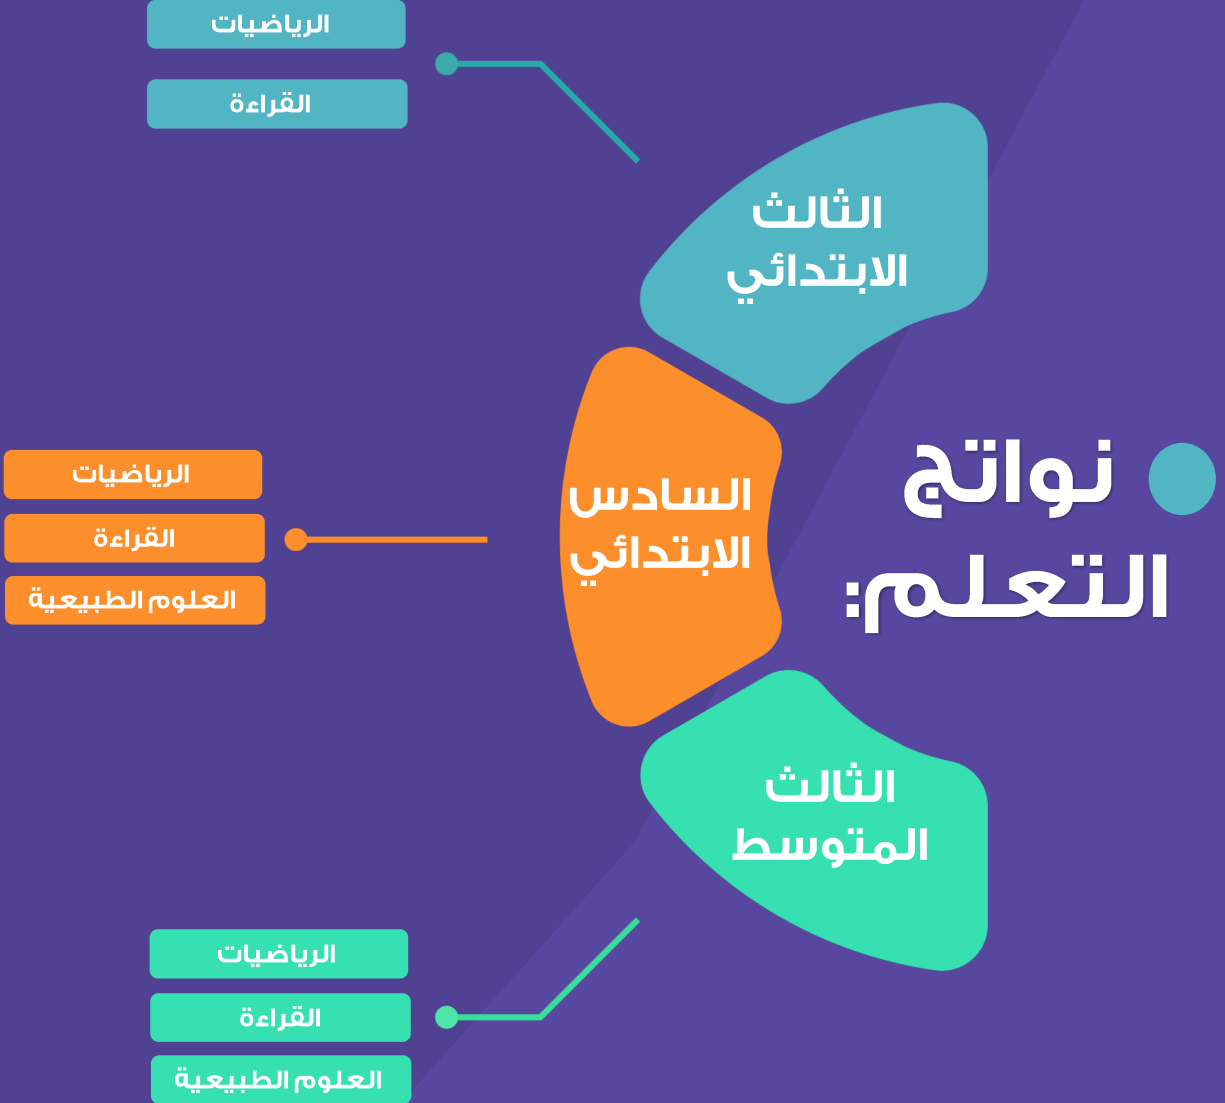 نواتج
التعلم:
الثالث
الابتدائي
الرياضيات
القراءة
السادس
الابتدائي
الرياضيات
القراءة
العلوم الطبيعية
الثالث
المتوسط
الرياضيات
القراءة
العلوم الطبيعية